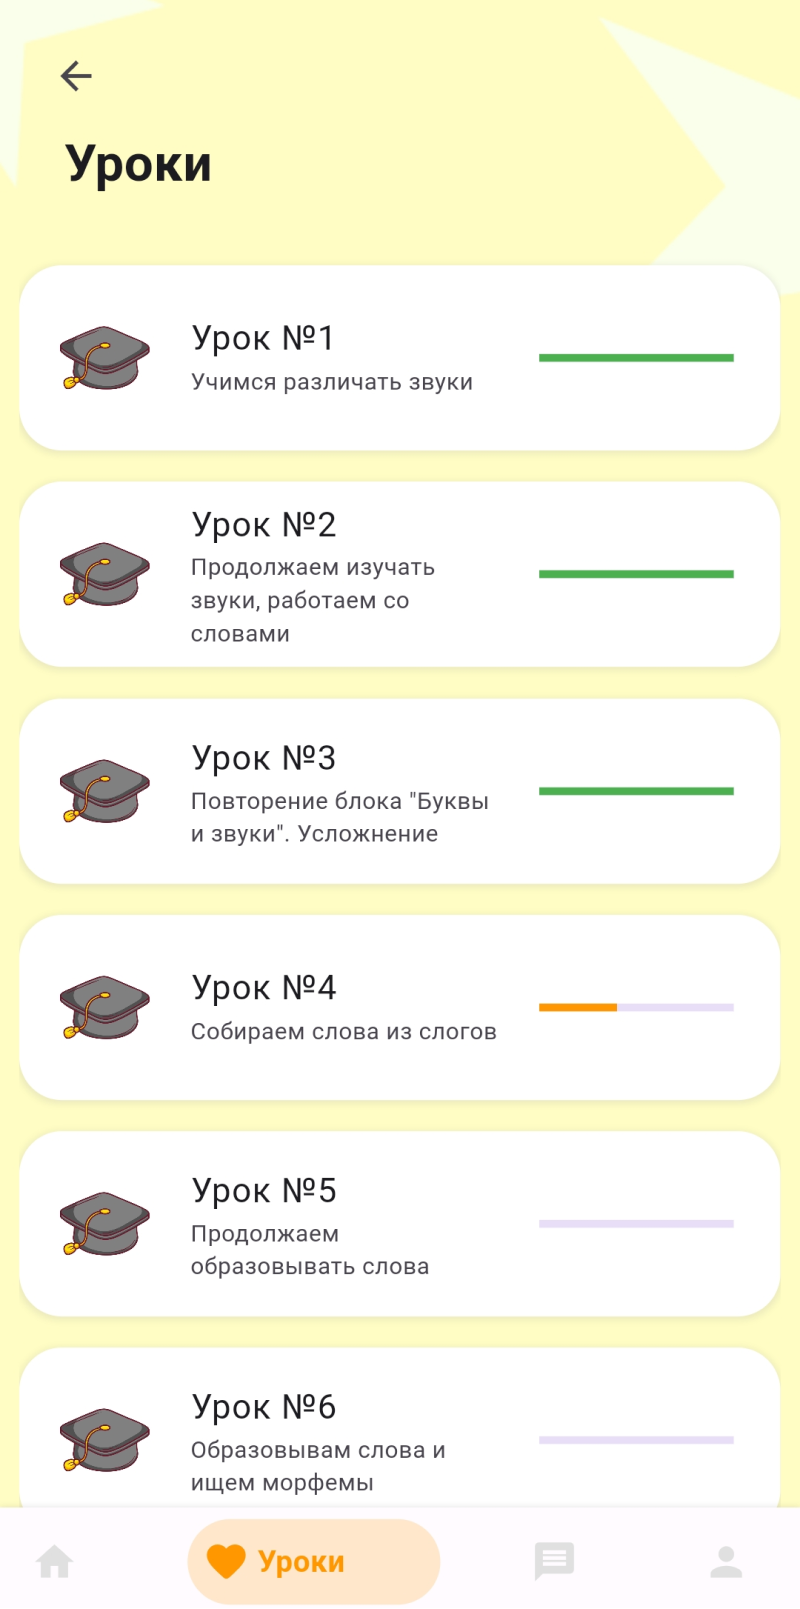 Уроки
Урок №1
Учимся различать звуки
Урок №2
Продолжаем изучать
звуки, работаем со
словами
Урок №3
Повторение блока "Буквы
и звуки". Усложнение
Урок №4
Собираем слова из слогов
Урок №5
Продолжаем
образовывать слова
Урок №6
Образовывам слова и
ищем морфемы
Уроки